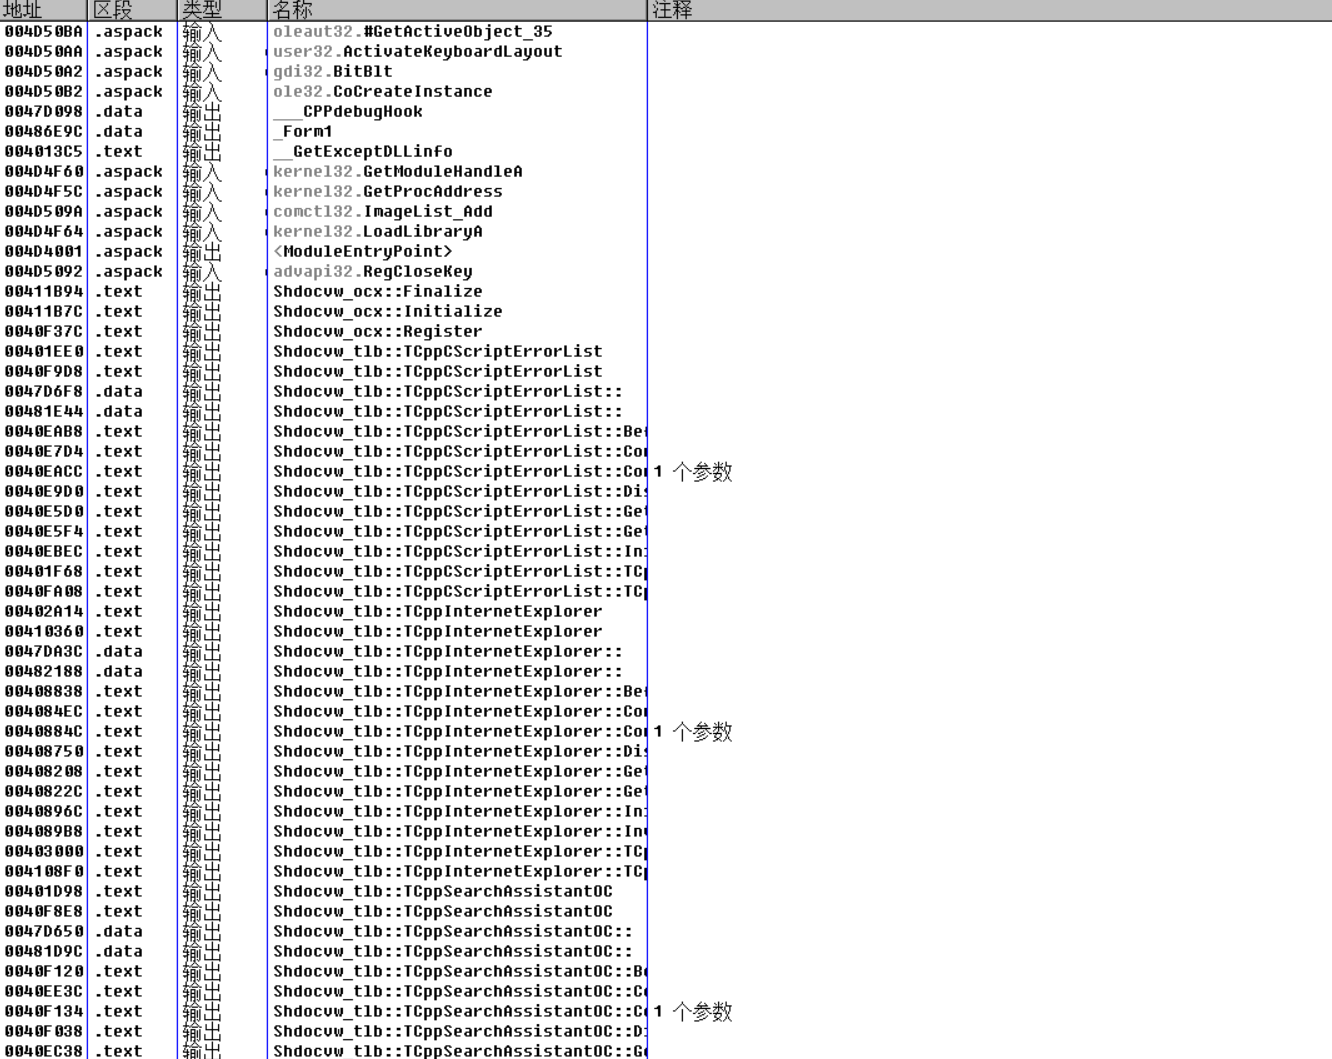 地址 区段 类型 名称 注释
004D50BA .aspack 输入 oleaut32.#GetActiveObject_35
004D50AA .aspack 输入 user32.ActivateKeyboardLayout
004D50A2 .aspack 输入 gdi32.BitBlt
004D50B2 .aspack 输入 ole32.CoCreateInstance
0047D098 .data 输出 ___CPPdebugHook
00486E9C .data 输出 _Form1
004013C5 .text 输出 __GetExceptDLLinfo
004D4F60 .aspack 输入 kernel32.GetModuleHandleA
004D4F5C .aspack 输入 kernel32.GetProcAddress
004D509A .aspack 输入 comctl32.ImageList_Add
004D4F64 .aspack 输入 kernel32.LoadLibraryA
004D4001 .aspack 输出 <ModuleEntryPoint>
004D5092 .aspack 输入 advapi32.RegCloseKey
00411B94 .text 输出 Shdocvw_ocx::Finalize
00411B7C .text 输出 Shdocvw_ocx::Initialize
0040F37C .text 输出 Shdocvw_ocx::Register
00401EE0 .text 输出 Shdocvw_tlb::TCppCScriptErrorList
0040F9D8 .text 输出 Shdocvw_tlb::TCppCScriptErrorList
0047D6F8 .data 输出 Shdocvw_tlb::TCppCScriptErrorList::
00481E44 .data 输出 Shdocvw_tlb::TCppCScriptErrorList::
0040EAB8 .text 输出 Shdocvw_tlb::TCppCScriptErrorList::Be
0040E7D4 .text 输出 Shdocvw_tlb::TCppCScriptErrorList::Co
0040EACC .text 输出 Shdocvw_tlb::TCppCScriptErrorList::Co 1 个参数
0040E9D0 .text 输出 Shdocvw_tlb::TCppCScriptErrorList::Dis
0040E5D0 .text 输出 Shdocvw_tlb::TCppCScriptErrorList::Get
0040E5F4 .text 输出 Shdocvw_tlb::TCppCScriptErrorList::Get
0040EBEC .text 输出 Shdocvw_tlb::TCppCScriptErrorList::In
00401F68 .text 输出 Shdocvw_tlb::TCppCScriptErrorList::TC
0040FA08 .text 输出 Shdocvw_tlb::TCppCScriptErrorList::TC
00402A14 .text 输出 Shdocvw_tlb::TCppInternetExplorer
00410360 .text 输出 Shdocvw_tlb::TCppInternetExplorer
0047DA3C .data 输出 Shdocvw_tlb::TCppInternetExplorer::
00482188 .data 输出 Shdocvw_tlb::TCppInternetExplorer::
00408838 .text 输出 Shdocvw_tlb::TCppInternetExplorer::Be
004084EC .text 输出 Shdocvw_tlb::TCppInternetExplorer::Co
0040884C .text 输出 Shdocvw_tlb::TCppInternetExplorer::Co 1 个参数
00408750 .text 输出 Shdocvw_tlb::TCppInternetExplorer::Dis
00408208 .text 输出 Shdocvw_tlb::TCppInternetExplorer::Get
0040822C .text 输出 Shdocvw_tlb::TCppInternetExplorer::Get
0040896C .text 输出 Shdocvw_tlb::TCppInternetExplorer::In
004089B8 .text 输出 Shdocvw_tlb::TCppInternetExplorer::Inv
00403000 .text 输出 Shdocvw_tlb::TCppInternetExplorer::TC
004108F0 .text 输出 Shdocvw_tlb::TCppInternetExplorer::TC
00401D98 .text 输出 Shdocvw_tlb::TCppSearchAssistantOC
0040F8E8 .text 输出 Shdocvw_tlb::TCppSearchAssistantOC
0047D650 .data 输出 Shdocvw_tlb::TCppSearchAssistantOC::
00481D9C .data 输出 Shdocvw_tlb::TCppSearchAssistantOC::
0040F120 .text 输出 Shdocvw_tlb::TCppSearchAssistantOC::Be
0040EE3C .text 输出 Shdocvw_tlb::TCppSearchAssistantOC::Co
0040F134 .text 输出 Shdocvw_tlb::TCppSearchAssistantOC::Co 1 个参数
0040F038 .text 输出 Shdocvw_tlb::TCppSearchAssistantOC::D
0040EC38 .text 输出 Shdocvw_tlb::TCppSearchAssistantOC::Ge